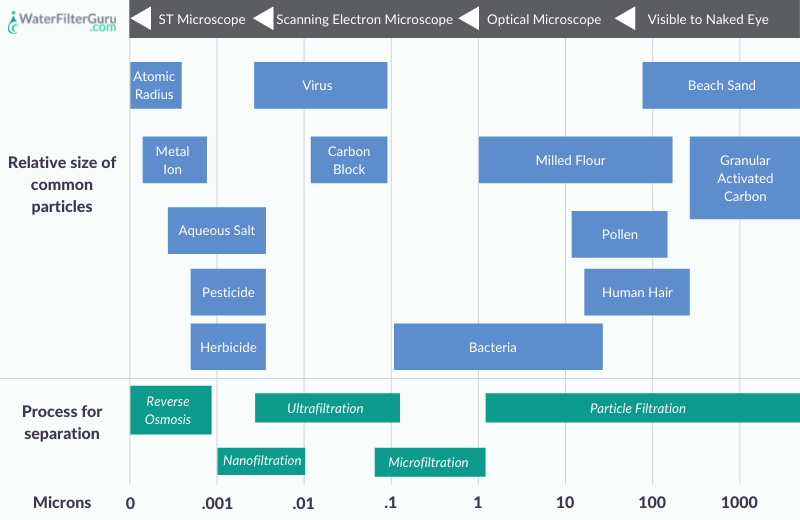 WaterFilterGuru
.com
ST Microscope
Scanning Electron Microscope
Optical Microscope
Visible to Naked Eye
Atomic
Radius
Virus
Beach Sand
Relative size of
common
particles
Metal
Ion
Carbon
Block
Milled Flour
Granular
Activated
Carbon
Aqueous Salt
Pollen
Pesticide
Human Hair
Herbicide
Bacteria
Process for
separation
Reverse
Osmosis
Ultrafiltration
Particle Filtration
Nanofiltration
Microfiltration
Microns
0
.001
.01
.1
1
10
100
1000